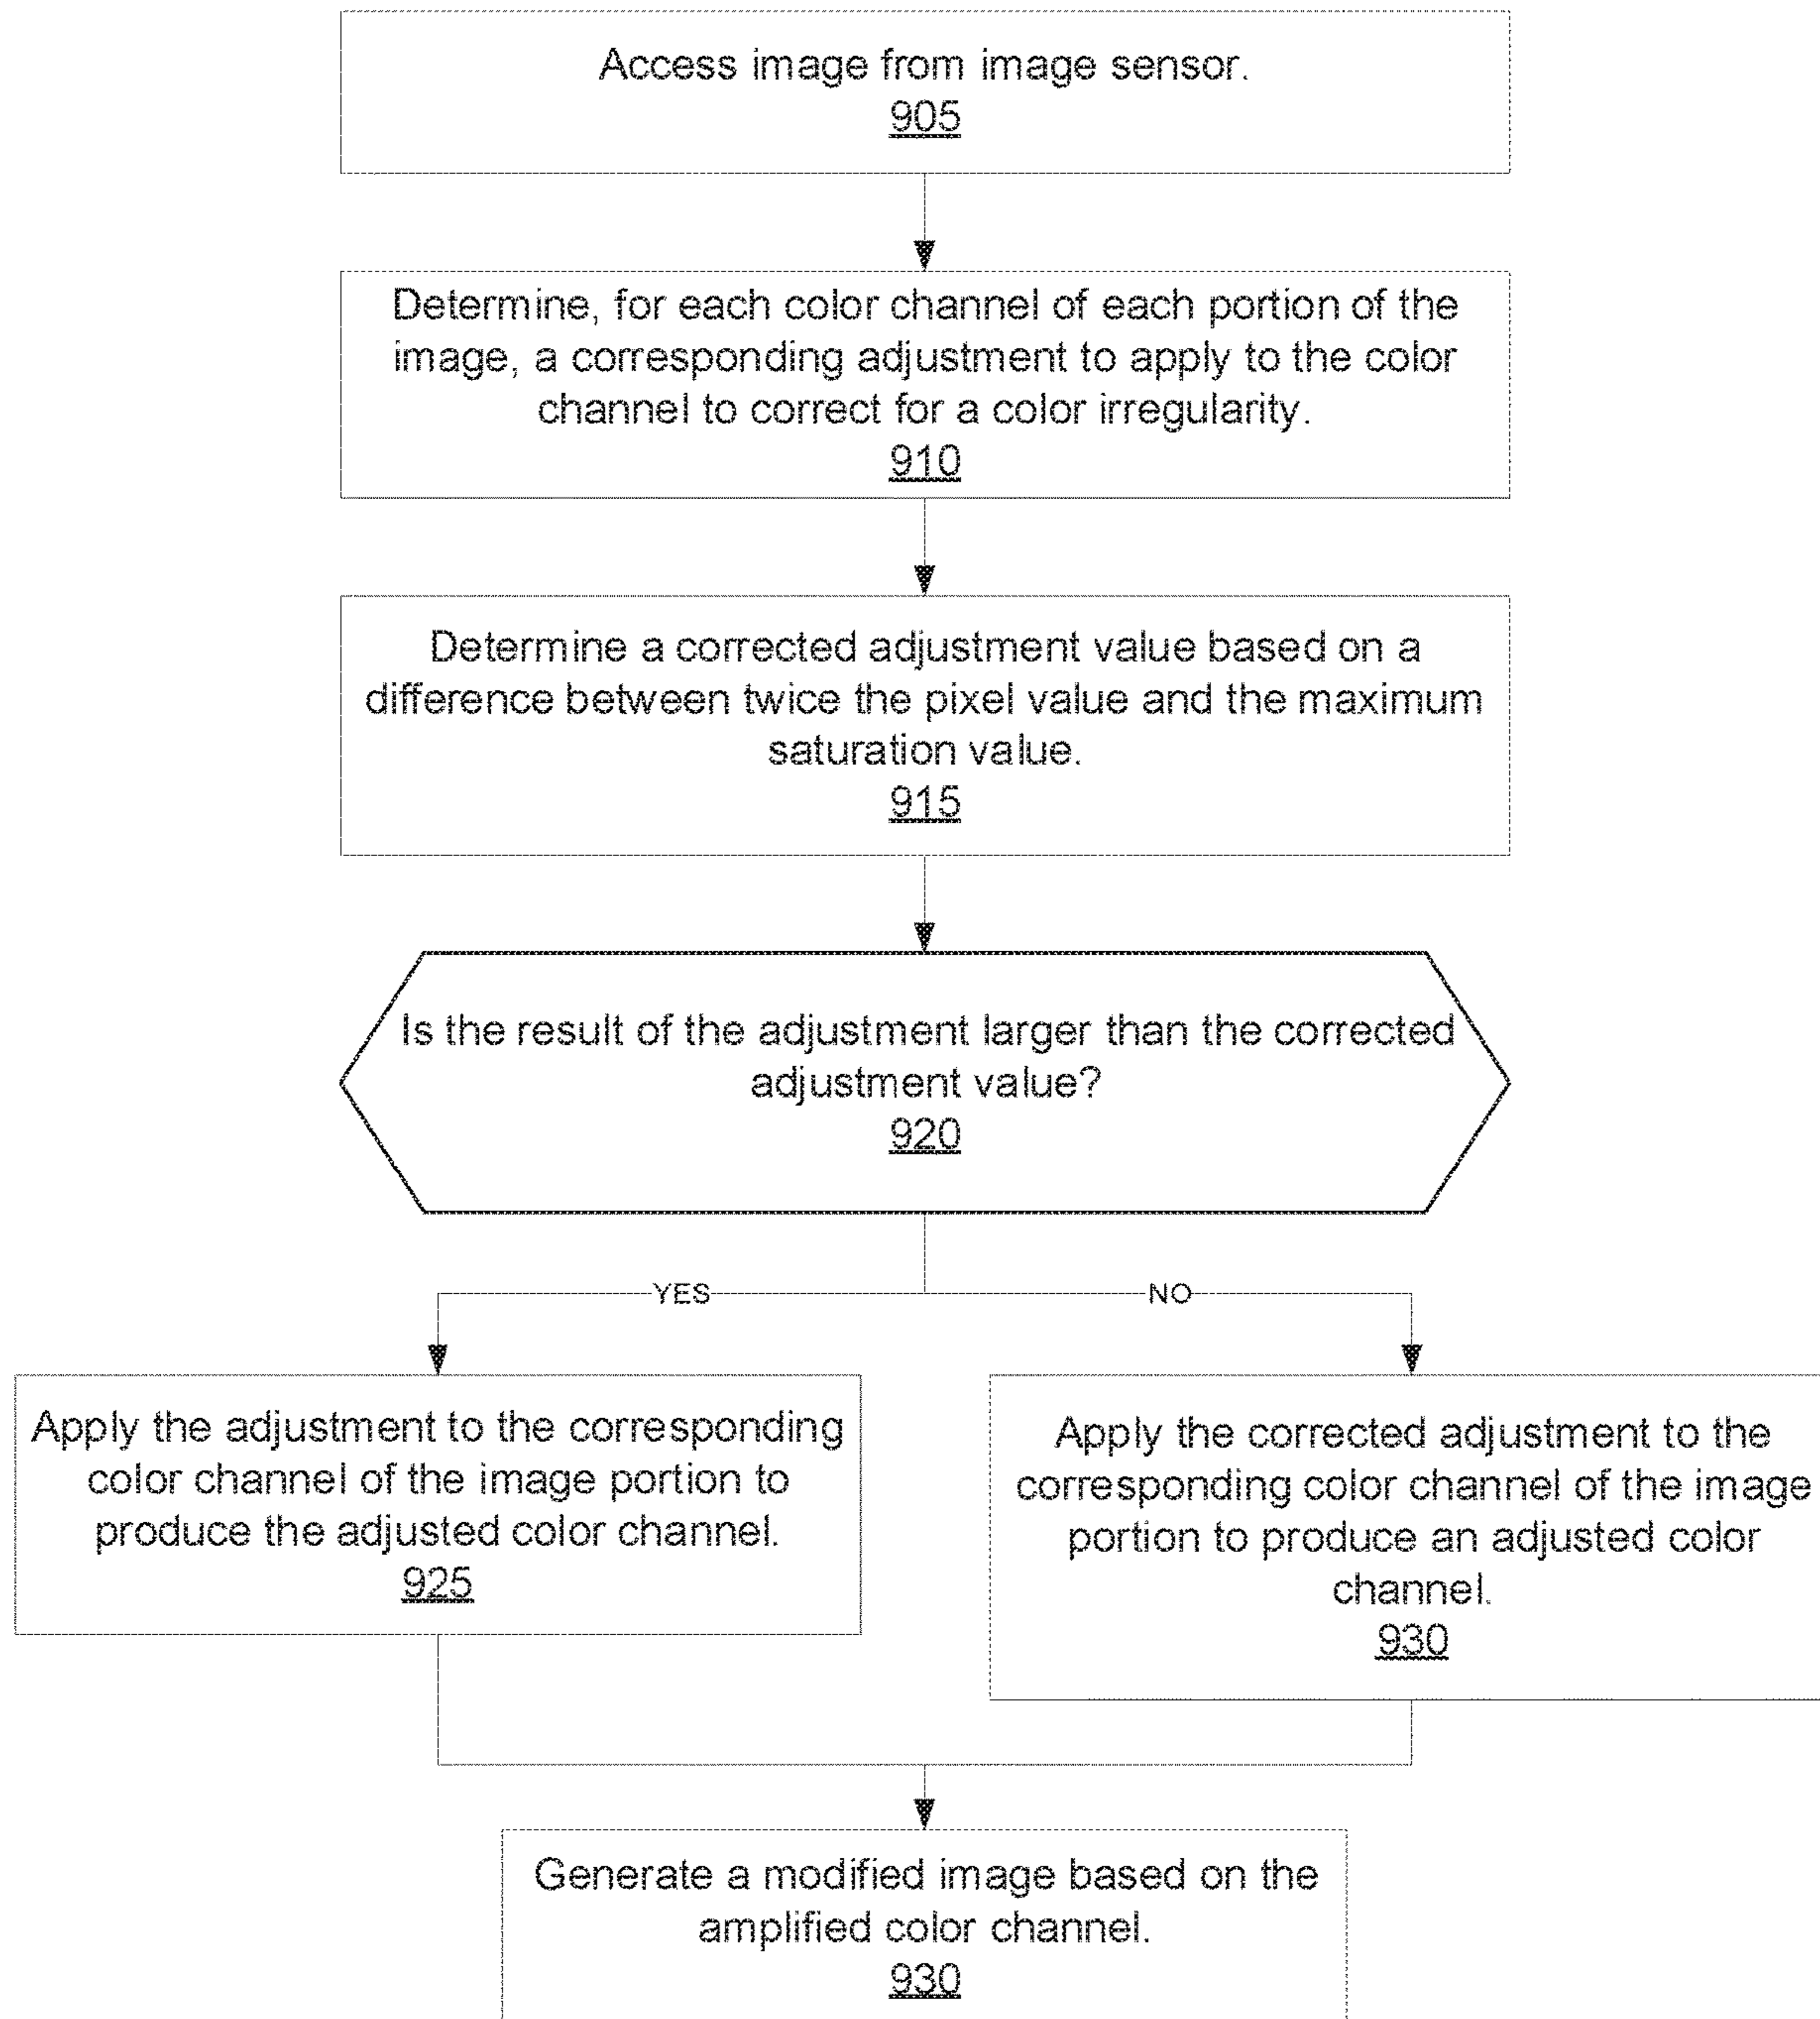 Access image from image sensor.
905
Determine, for each color channel of each portion of the
image, a corresponding adjustment to apply to the color
channel to correct for a color irregularity.
910
Determine a corrected adjustment value based on a
difference between twice the pixel value and the maximum
saturation value.
915
Is the result of the adjustment larger than the corrected
adjustment value?
920
YES
NO
Apply the adjustment to the corresponding
color channel of the image portion to
produce the adjusted color channel.
925
Apply the corrected adjustment to the
corresponding color channel of the image
portion to produce an adjusted color
channel.
930
Generate a modified image based on the
amplified color channel.
930